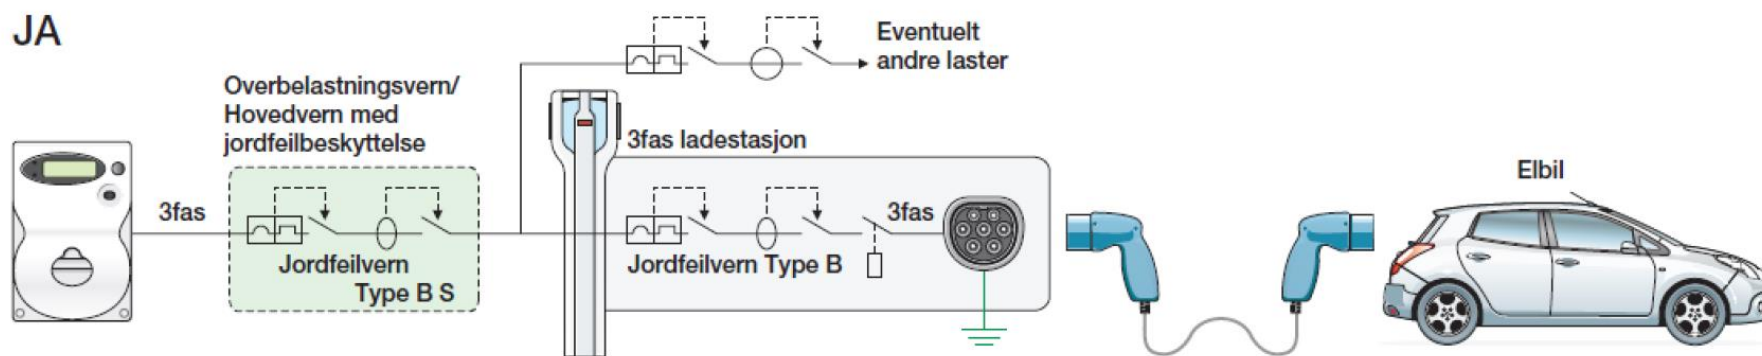 JA
Eventuelt
andre laster
Overbelastningsvern/
Hovedvern med
jordfeilbeskyttelse
3fas ladestasjon
Elbil
3fas
3fas
Jordfeilvern
Type B S
Jordfeilvern Type B